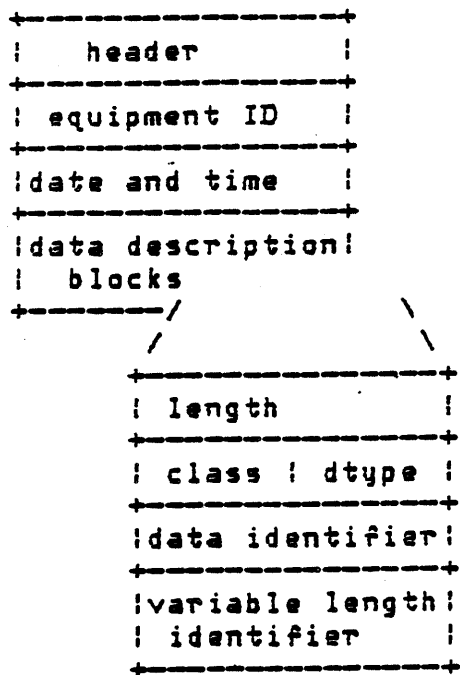 header
equipment ID
date and time
data description
blocks
length
class | dtype
data identifier
variable length
identifier